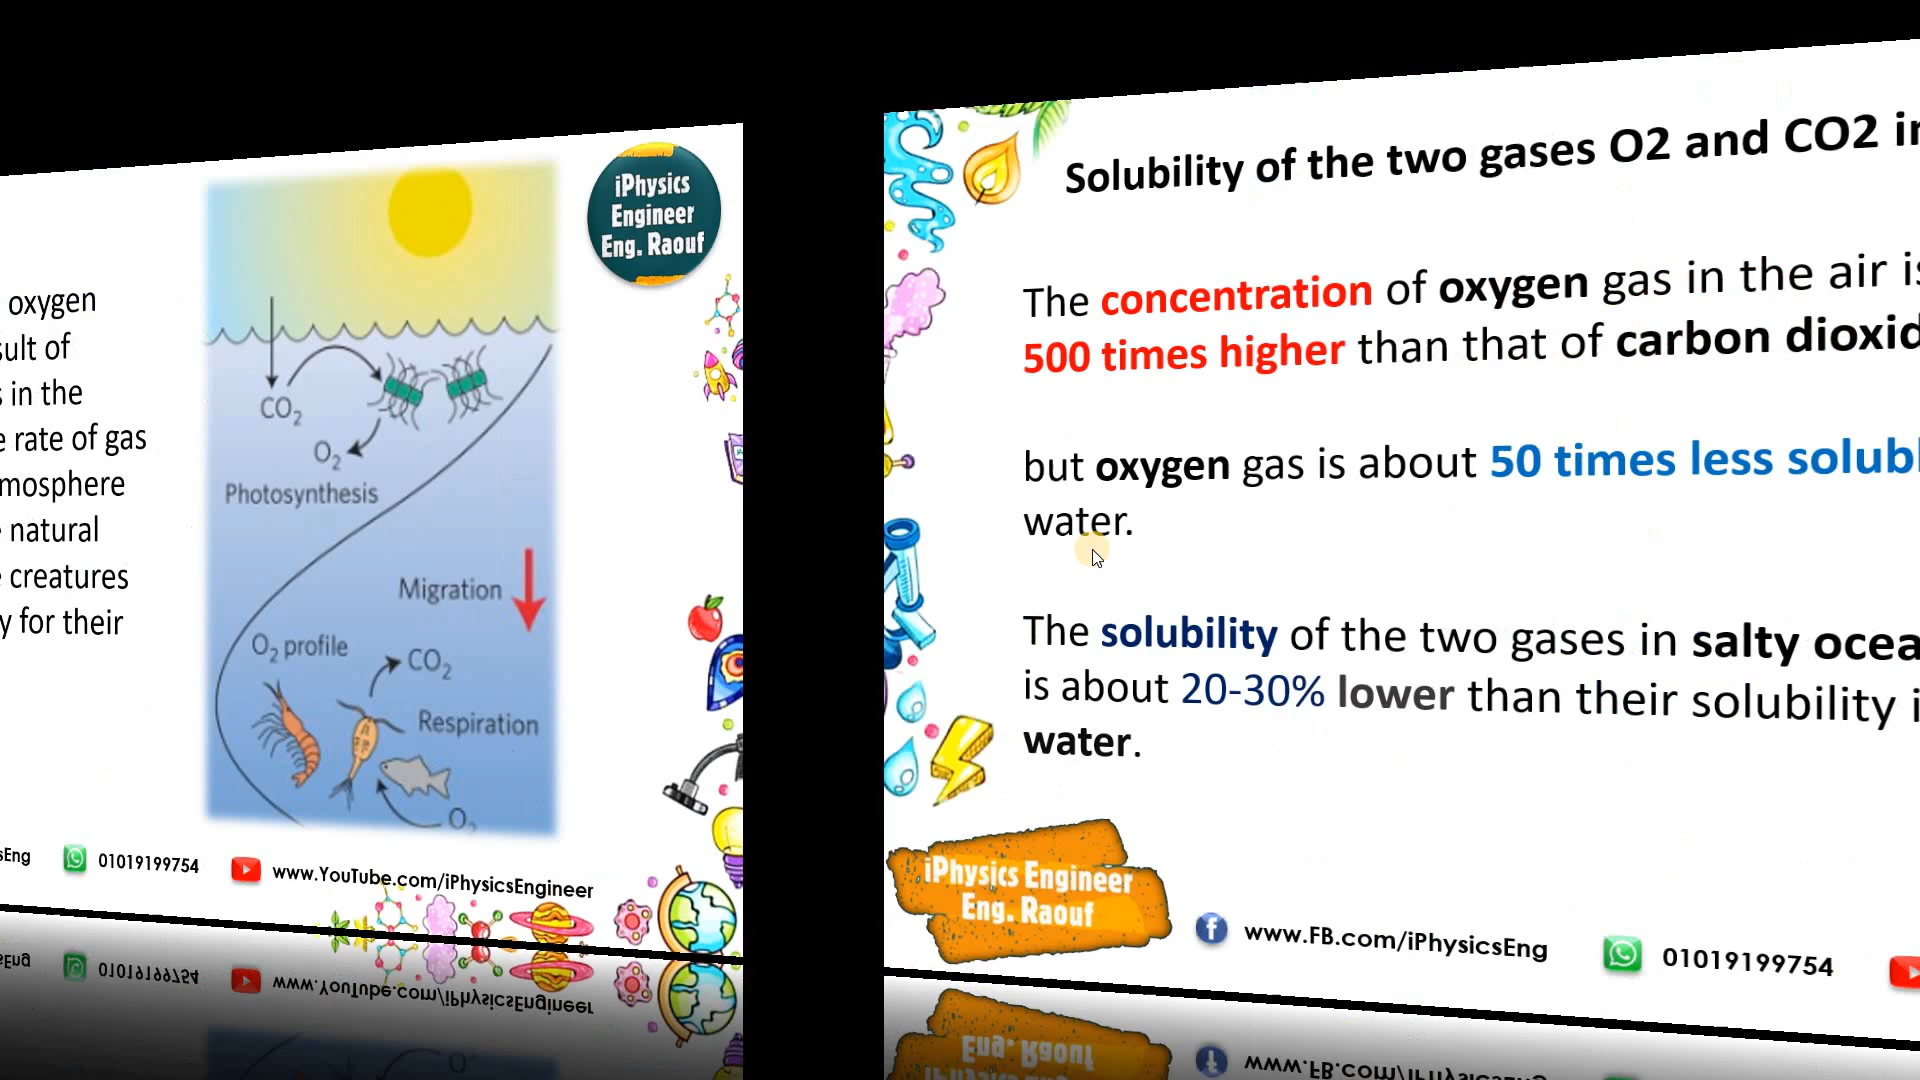 oxygen
sult of
s in the
e rate of gas
mosphere
natural
creatures
y for their
CO2
O2
Photosynthesis
Migration
O2 profile
CO2
Respiration
O2
iPhysics
Engineer
Eng. Raouf
sEng 01019199754 www.YouTube.com/iPhysicsEngineer
Solubility of the two gases O2 and CO2 in
The concentration of oxygen gas in the air is
500 times higher than that of carbon dioxid
but oxygen gas is about 50 times less solubl
water.
The solubility of the two gases in salty ocea
is about 20-30% lower than their solubility i
water.
iPhysics Engineer
Eng. Raouf
www.FB.com/iPhysicsEng 01019199754